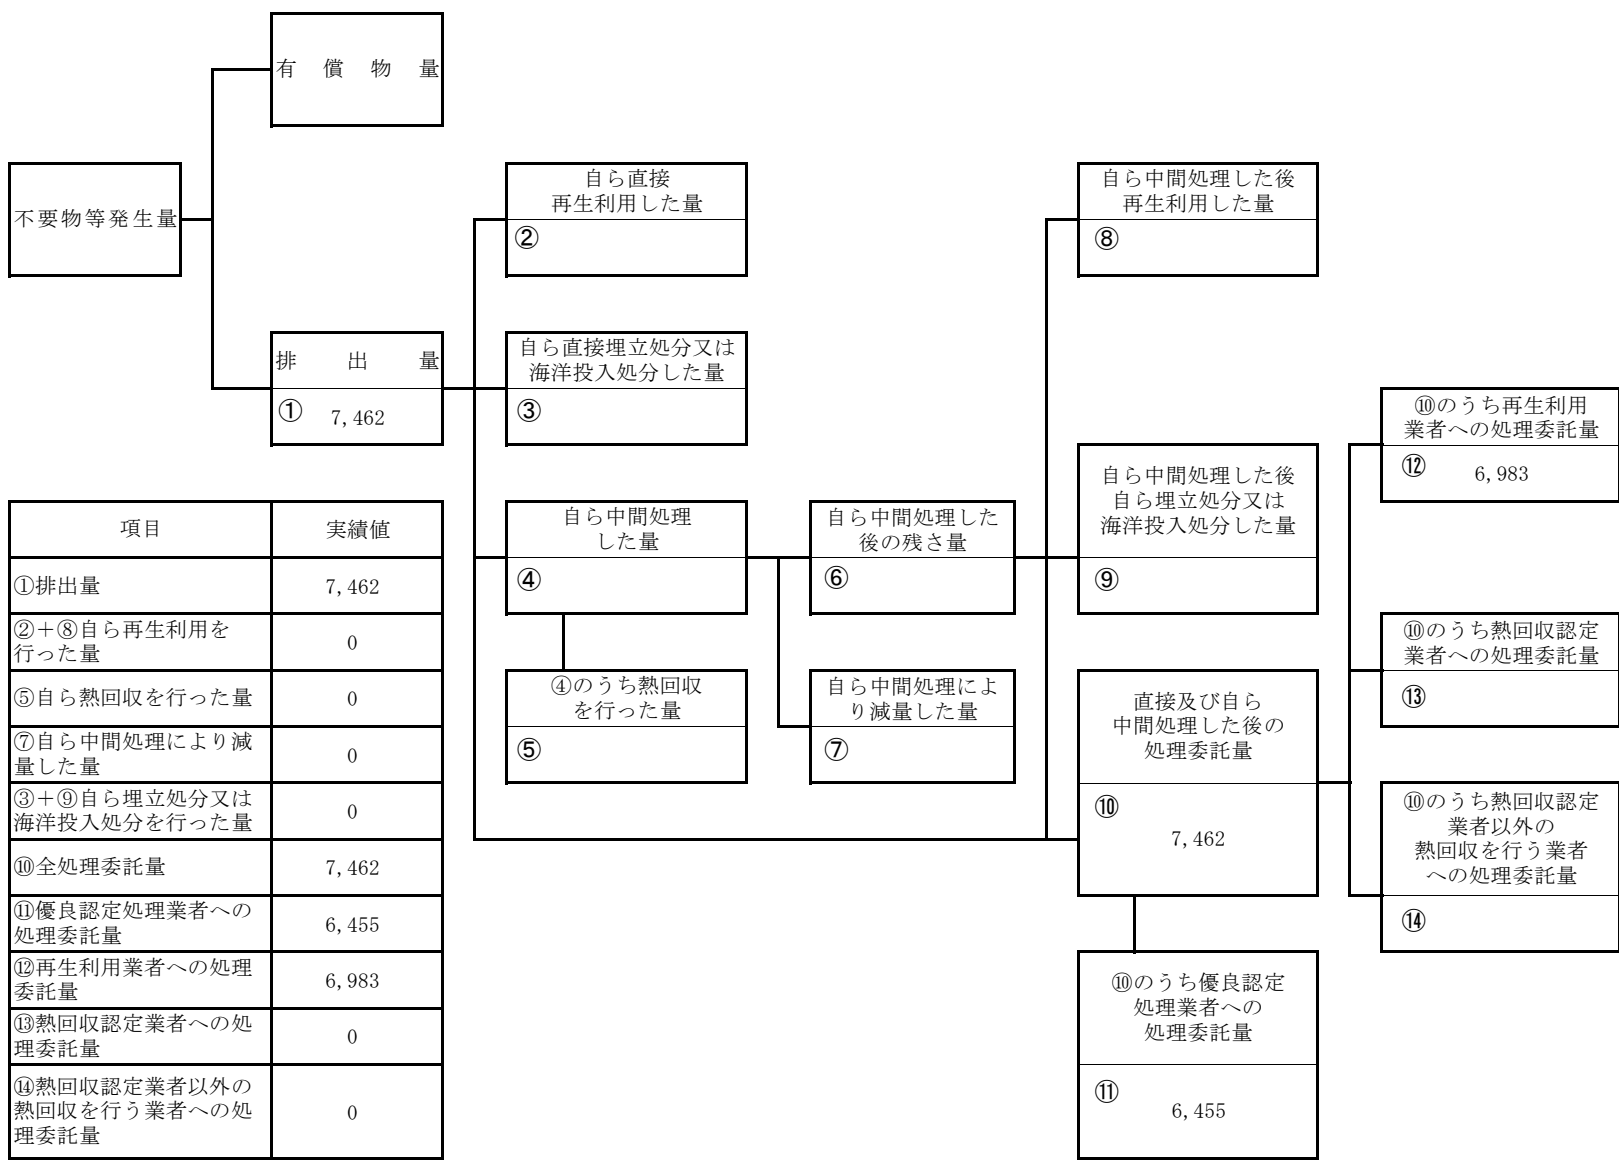 有償物量
不要物等発生量
排出量
① 7,462
自ら直接
再生利用した量
②
自ら直接埋立処分又は
海洋投入処分した量
③
自ら中間処理
した量
④
④のうち熱回収
を行った量
⑤
自ら中間処理した
後の残さ量
⑥
自ら中間処理によ
り減量した量
⑦
自ら中間処理した後
再生利用した量
⑧
自ら中間処理した後
自ら埋立処分又は
海洋投入処分した量
⑨
直接及び自ら
中間処理した後の
処理委託量
⑩
7,462
⑩のうち優良認定
処理業者への
処理委託量
⑪
6,455
⑩のうち再生利用
業者への処理委託量
⑫ 6,983
⑩のうち熱回収認定
業者への処理委託量
⑬
⑩のうち熱回収認定
業者以外の
熱回収を行う業者
への処理委託量
⑭
項目 実績値
①排出量 7,462
②+⑧自ら再生利用を
行った量 0
⑤自ら熱回収を行った量 0
⑦自ら中間処理により減
量した量 0
③+⑨自ら埋立処分又は
海洋投入処分を行った量 0
⑩全処理委託量 7,462
⑪優良認定処理業者への
処理委託量 6,455
⑫再生利用業者への処理
委託量 6,983
⑬熱回収認定業者への処
理委託量 0
⑭熱回収認定業者以外の
熱回収を行う業者への処
理委託量 0